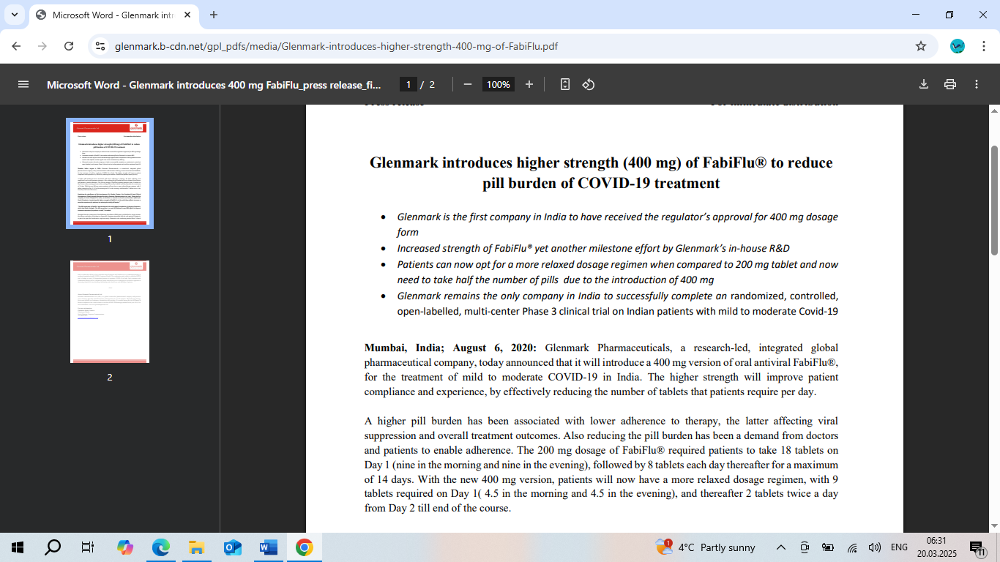 Microsoft Word - Glenmark intr
glenmark.b-cdn.net/gpl_pdfs/media/Glenmark-introduces-higher-strength-400-mg-of-FabiFlu.pdf
Microsoft Word - Glenmark introduces 400 mg FabiFlu_press release_fi...
1 / 2
100%
1
2
Press release For immediate distribution
Glenmark introduces higher strength (400 mg) of FabiFlu® to reduce
pill burden of COVID-19 treatment
• Glenmark is the first company in India to have received the regulator's approval for 400 mg dosage
form
• Increased strength of FabiFlu® yet another milestone effort by Glenmark's in-house R&D
• Patients can now opt for a more relaxed dosage regimen when compared to 200 mg tablet and now
need to take half the number of pills due to the introduction of 400 mg
• Glenmark remains the only company in India to successfully complete an randomized, controlled,
open-labelled, multi-center Phase 3 clinical trial on Indian patients with mild to moderate Covid-19
Mumbai, India; August 6, 2020: Glenmark Pharmaceuticals, a research-led, integrated global
pharmaceutical company, today announced that it will introduce a 400 mg version of oral antiviral FabiFlu®,
for the treatment of mild to moderate COVID-19 in India. The higher strength will improve patient
compliance and experience, by effectively reducing the number of tablets that patients require per day.
A higher pill burden has been associated with lower adherence to therapy, the latter affecting viral
suppression and overall treatment outcomes. Also reducing the pill burden has been a demand from doctors
and patients to enable adherence. The 200 mg dosage of FabiFlu® required patients to take 18 tablets on
Day 1 (nine in the morning and nine in the evening), followed by 8 tablets each day thereafter for a maximum
of 14 days. With the new 400 mg version, patients will now have a more relaxed dosage regimen, with 9
tablets required on Day 1( 4.5 in the morning and 4.5 in the evening), and thereafter 2 tablets twice a day
from Day 2 till end of the course.
1
4°C Partly sunny
ENG
06:31
20.03.2025
11